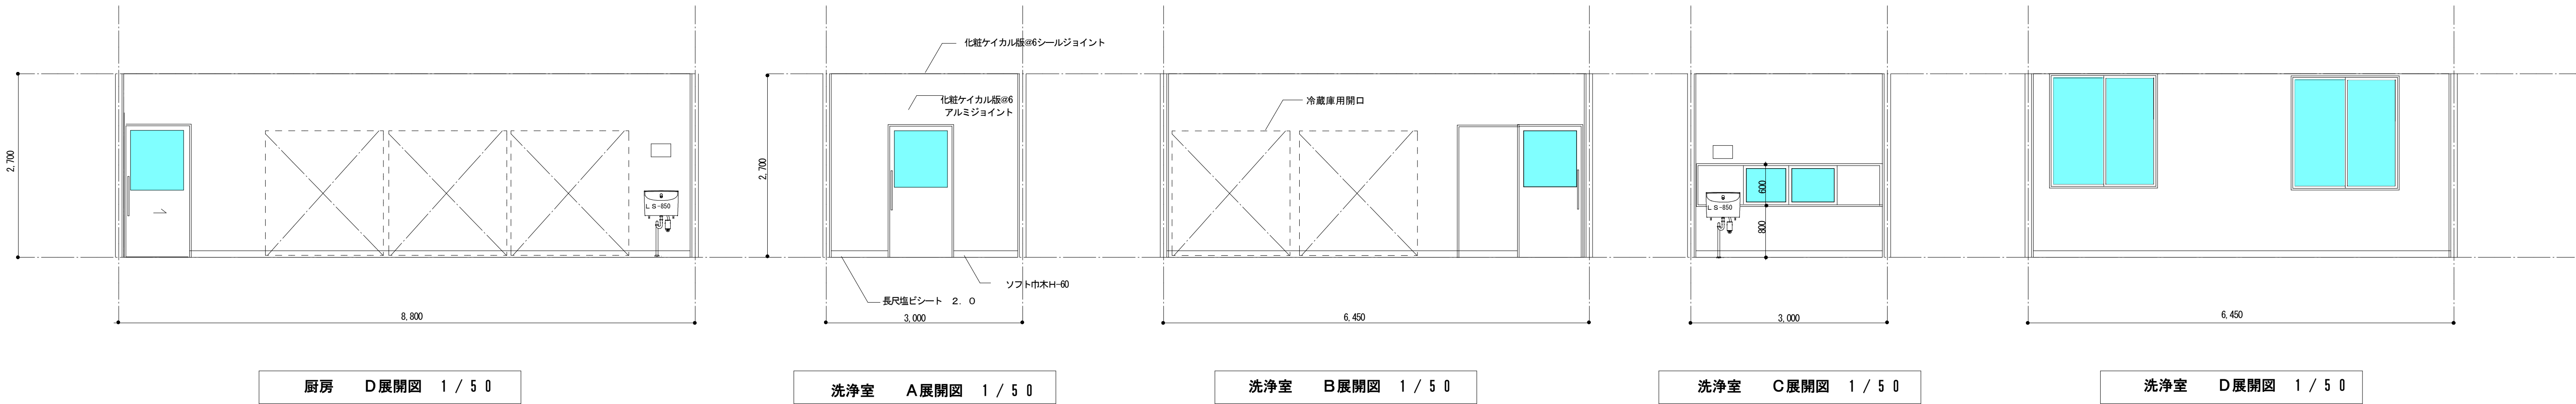 化粧ケイカル版@6シールジョイント
化粧ケイカル版@6
アルミジョイント
冷蔵庫用開口
2,700
2,700
LS-850
LS-850
600
800
ソフト巾木H-60
長尺塩ビシート　2.0
8,800
3,000
6,450
3,000
6,450
厨房　D展開図　1/50
洗浄室　A展開図　1/50
洗浄室　B展開図　1/50
洗浄室　C展開図　1/50
洗浄室　D展開図　1/50